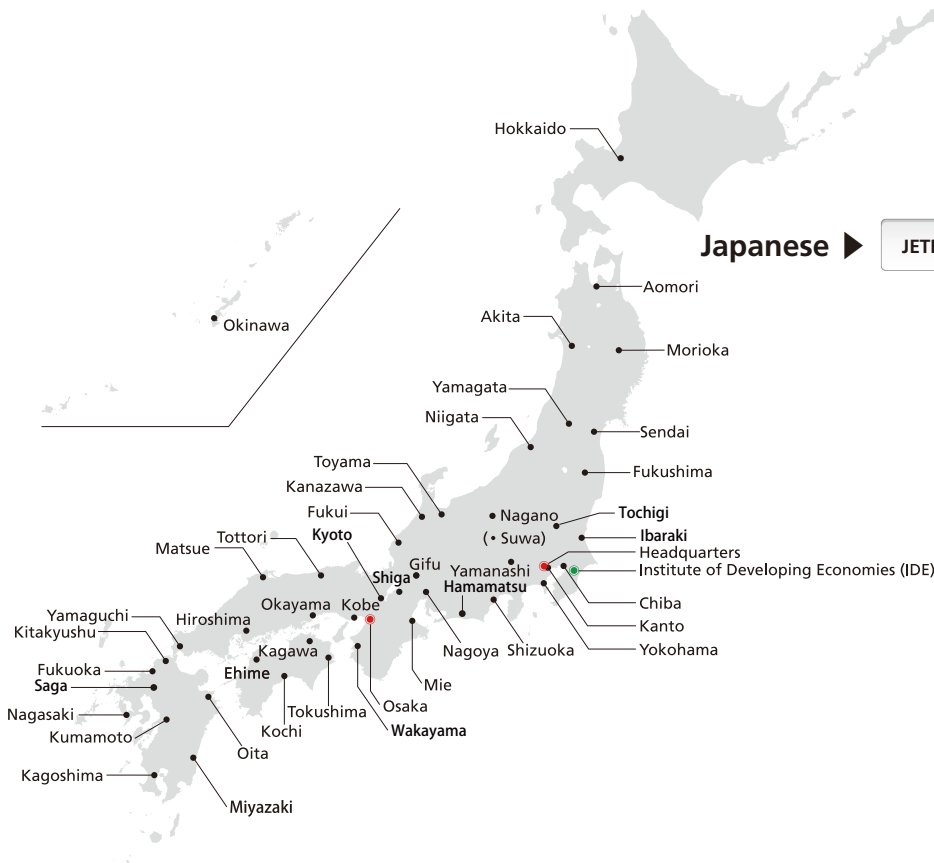 Hokkaido
Japanese ▶
JET
Aomori
Okinawa
Akita
Morioka
Yamagata
Niigata
Sendai
Toyama
Fukushima
Kanazawa
Fukui
Nagano
Tochigi
Kyoto
(• Suwa)
Ibaraki
Tottori
Headquarters
Matsue
Gifu
Yamanashi
Institute of Developing Economies (IDE)
Shiga
Hamamatsu
Chiba
Okayama
Kobe
Yamaguchi
Hiroshima
Kanto
Kitakyushu
Kagawa
Nagoya
Shizuoka
Yokohama
Fukuoka
Ehime
Saga
Mie
Osaka
Tokushima
Nagasaki
Kochi
Wakayama
Kumamoto
Oita
Kagoshima
Miyazaki